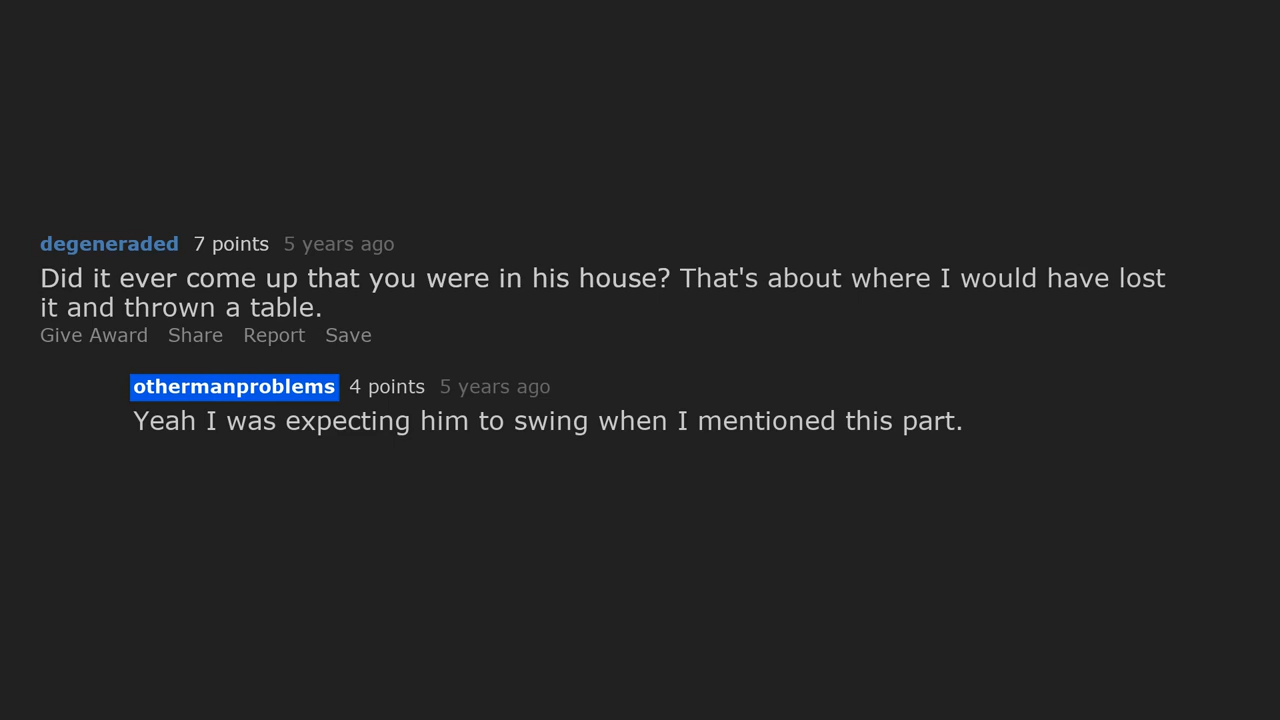 degeneraded 7 points 5 years ago
Did it ever come up that you were in his house? That's about where I would have lost
it and thrown a table.
Give Award Share Report Save
othermanproblems 4 points 5 years ago
Yeah I was expecting him to swing when I mentioned this part.